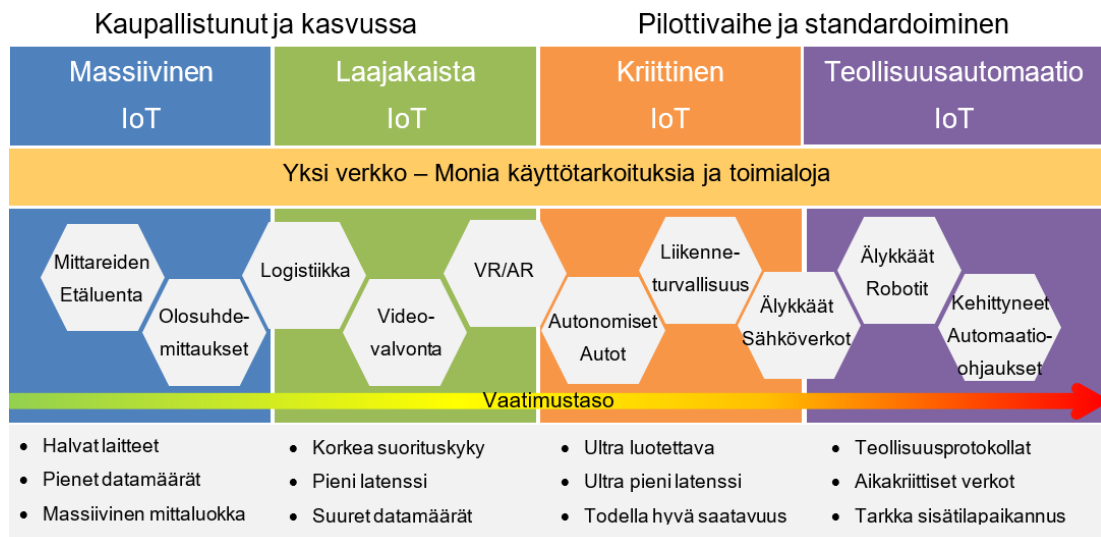 Kaupallistunut ja kasvussa
Pilottivaihe ja standardoiminen
Massiivinen
IoT
Laajakaista
IoT
Kriittinen
IoT
Teollisuusautomaatio
IoT
Yksi verkko – Monia käyttötarkoituksia ja toimialoja
Mittareiden
Etäluenta
Olosuhde-
mittaukset
Logistiikka
Video-
valvonta
VR/AR
Autonomiset
Autot
Liikenne-
turvallisuus
Älykkäät
Sähköverkot
Älykkäät
Robotit
Kehittyneet
Automaatio-
ohjaukset
Vaatimustaso
• Halvat laitteet
• Pienet datamäärät
• Massiivinen mittaluokka
• Korkea suorituskyky
• Pieni latenssi
• Suuret datamäärät
• Ultra luotettava
• Ultra pieni latenssi
• Todella hyvä saatavuus
• Teollisuusprotokollat
• Aikakriittiset verkot
• Tarkka sisätilapaikannus